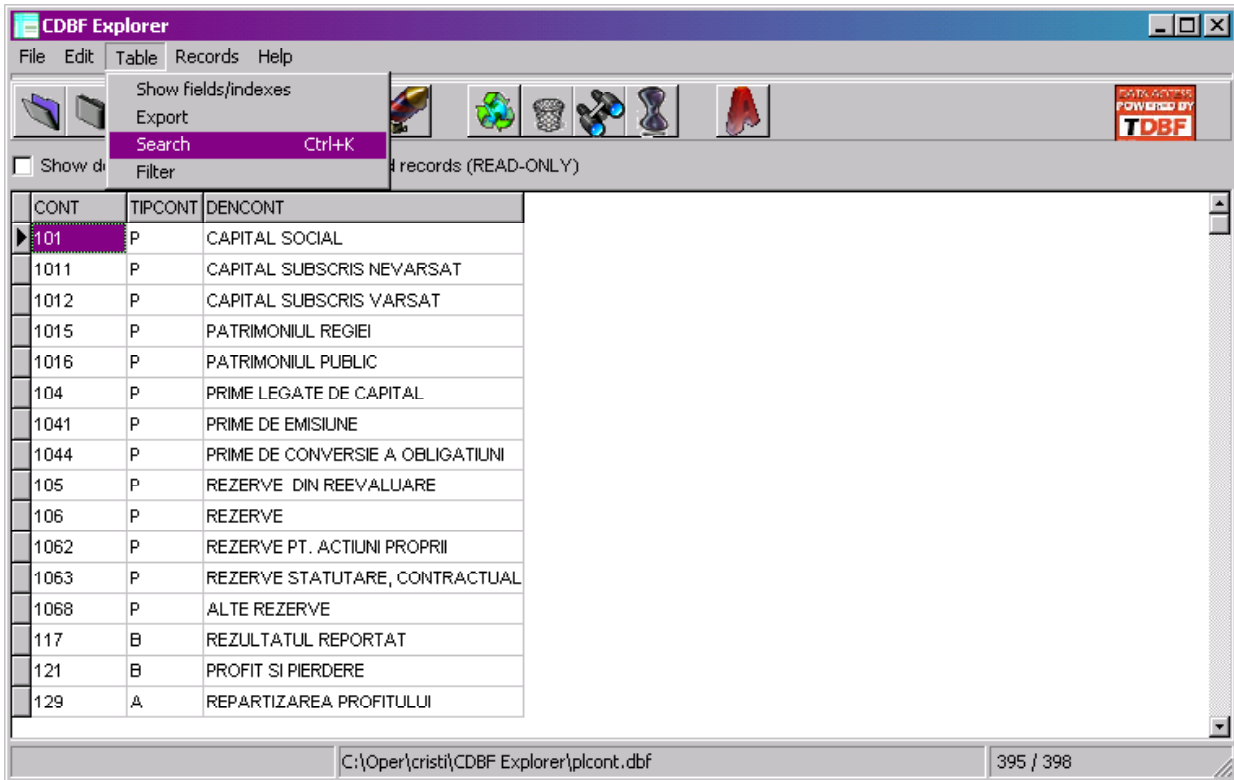 CDBF Explorer
File Edit Table Records Help
Show fields/indexes
Export
Search Ctrl+K
Filter
DATA ACCESS
POWERED BY
TDBF
Show d records (READ-ONLY)
CONT TIPCONT DENCONT
101 P CAPITAL SOCIAL
1011 P CAPITAL SUBSCRIS NEVARSAT
1012 P CAPITAL SUBSCRIS VARSAT
1015 P PATRIMONIUL REGIEI
1016 P PATRIMONIUL PUBLIC
104 P PRIME LEGATE DE CAPITAL
1041 P PRIME DE EMISIUNE
1044 P PRIME DE CONVERSIE A OBLIGATIUNI
105 P REZERVE DIN REEVALUARE
106 P REZERVE
1062 P REZERVE PT. ACTIUNI PROPRII
1063 P REZERVE STATUTARE, CONTRACTUAL
1068 P ALTE REZERVE
117 B REZULTATUL REPORTAT
121 B PROFIT SI PIERDERE
129 A REPARTIZAREA PROFITULUI
C:\Oper\cristi\CDBF Explorer\plcont.dbf 395 / 398